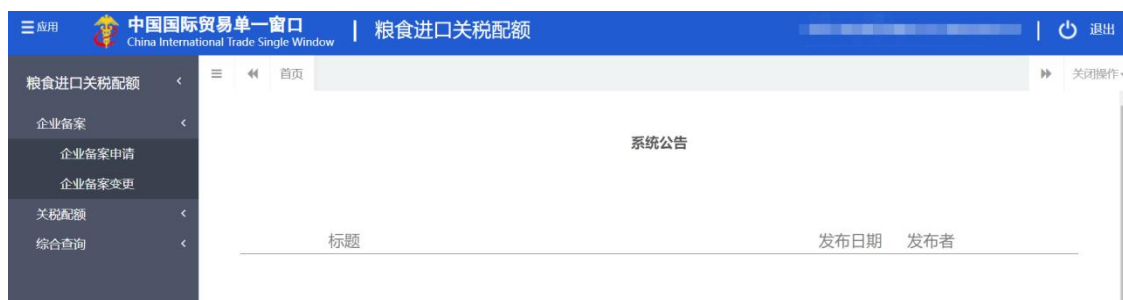 应用
中国国际贸易单一窗口
China International Trade Single Window
粮食进口关税配额
退出
粮食进口关税配额
首页
关闭操作
企业备案
系统公告
企业备案申请
企业备案变更
关税配额
综合查询
标题 发布日期 发布者